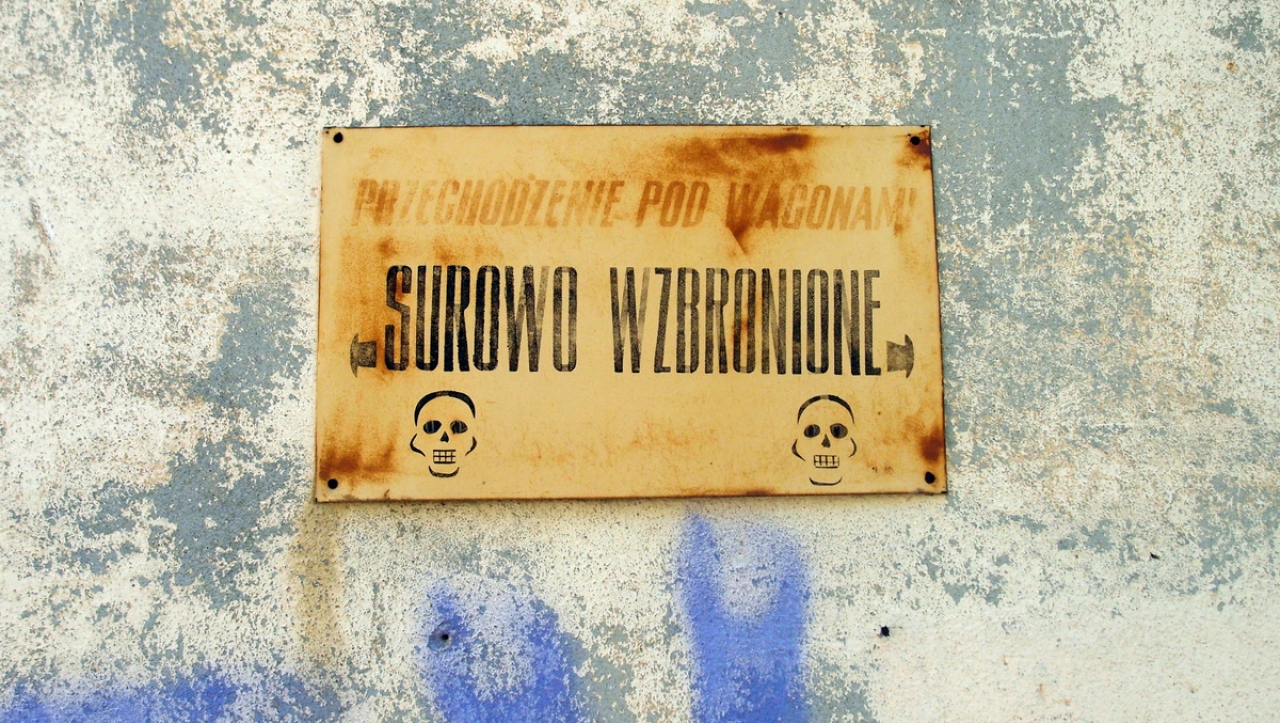 PRZECHODZENIE POD WAGONAMI
SUROWO WZBRONIONE